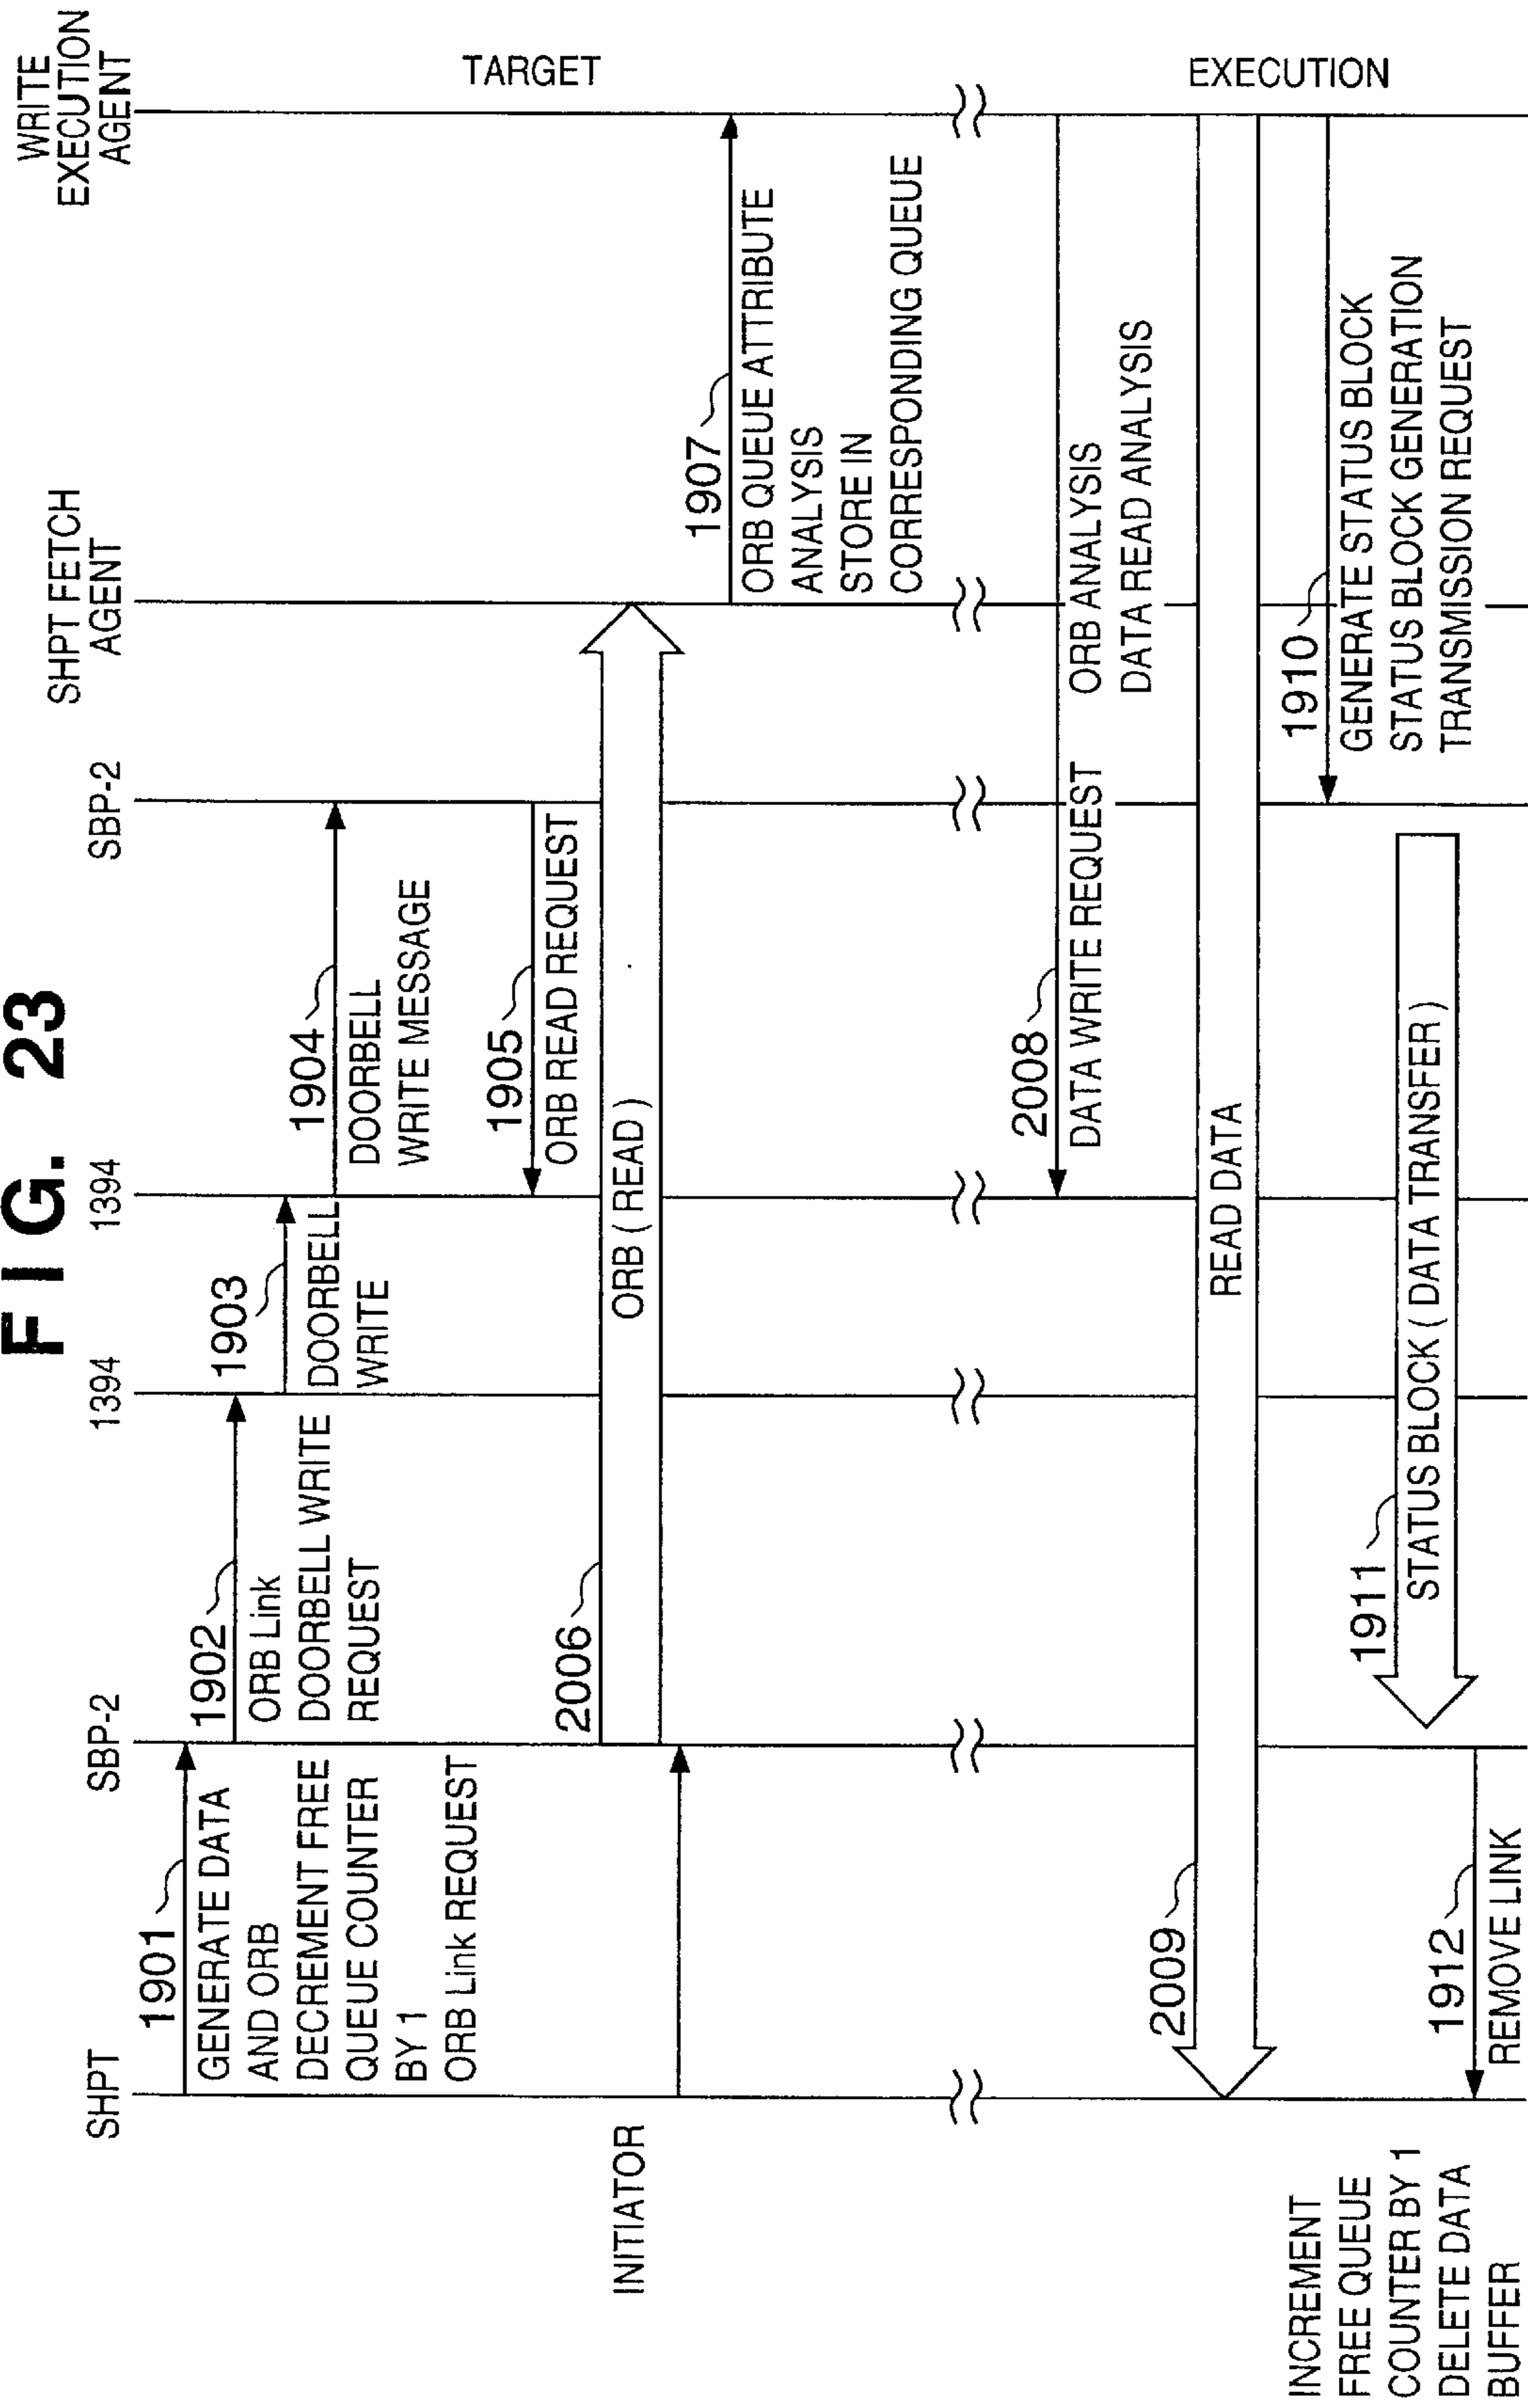 FIG. 23
SHPT
SBP-2
1394
1394
SBP-2
SHPT FETCH
AGENT
WRITE
EXECUTION
AGENT
INITIATOR
TARGET
1901
GENERATE DATA
AND ORB
DECREMENT FREE
QUEUE COUNTER
BY 1
ORB Link REQUEST
1902
ORB Link
DOORBELL WRITE
REQUEST
1903
DOORBELL
WRITE
1904
DOORBELL
WRITE MESSAGE
1905
ORB READ REQUEST
2006
ORB ( READ )
1907
ORB QUEUE ATTRIBUTE
ANALYSIS
STORE IN
CORRESPONDING QUEUE
2008
DATA WRITE REQUEST
ORB ANALYSIS
DATA READ ANALYSIS
EXECUTION
2009
READ DATA
1910
GENERATE STATUS BLOCK
STATUS BLOCK GENERATION
TRANSMISSION REQUEST
1911
STATUS BLOCK ( DATA TRANSFER )
1912
REMOVE LINK
INCREMENT
FREE QUEUE
COUNTER BY 1
DELETE DATA
BUFFER